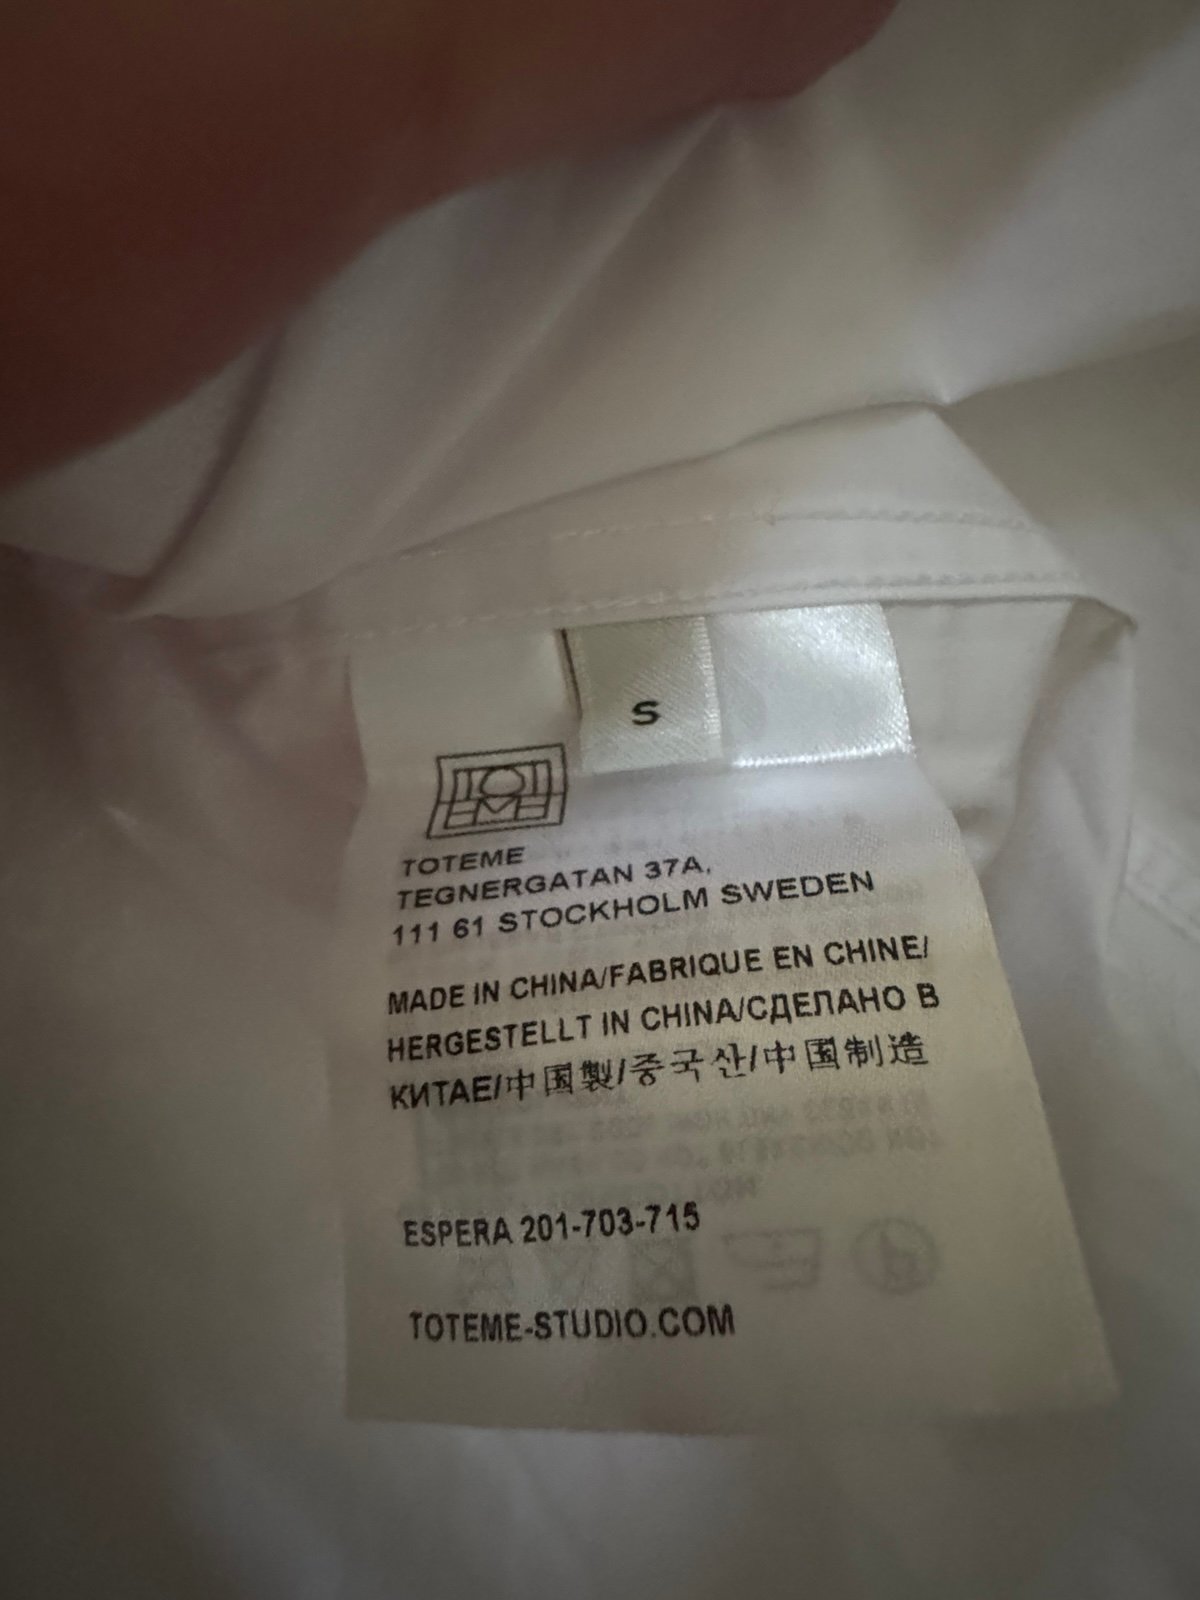 S
TOTEME
TEGNERGATAN 37A,
111 61 STOCKHOLM SWEDEN
MADE IN CHINA/FABRIQUE EN CHINE/
HERGESTELLT IN CHINA/СДЕЛАНО В
КИТАЕ/中国製/중국산/中国制造
ESPERA 201-703-715
TOTEME-STUDIO.COM